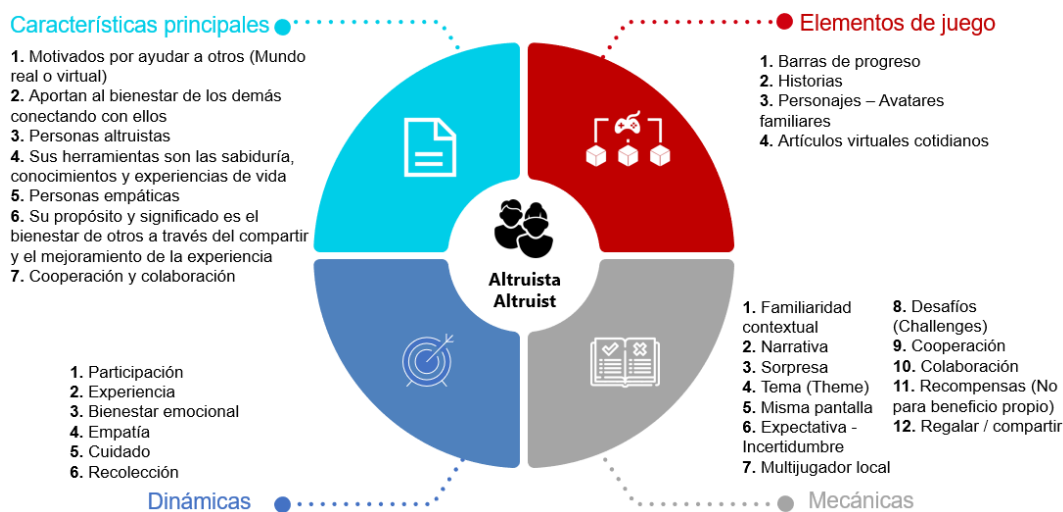 Características principales
1. Motivados por ayudar a otros (Mundo
real o virtual)
2. Aportan al bienestar de los demás
conectando con ellos
3. Personas altruistas
4. Sus herramientas son las sabiduría,
conocimientos y experiencias de vida
5. Personas empáticas
6. Su propósito y significado es el
bienestar de otros a través del compartir
y el mejoramiento de la experiencia
7. Cooperación y colaboración
Elementos de juego
1. Barras de progreso
2. Historias
3. Personajes – Avatares
familiares
4. Artículos virtuales cotidianos
Altruista
Altruist
1. Participación
2. Experiencia
3. Bienestar emocional
4. Empatía
5. Cuidado
6. Recolección
Dinámicas
1. Familiaridad
contextual
2. Narrativa
3. Sorpresa
4. Tema (Theme)
5. Misma pantalla
6. Expectativa -
Incertidumbre
7. Multijugador local
8. Desafíos
(Challenges)
9. Cooperación
10. Colaboración
11. Recompensas (No
para beneficio propio)
12. Regalar / compartir
Mecánicas